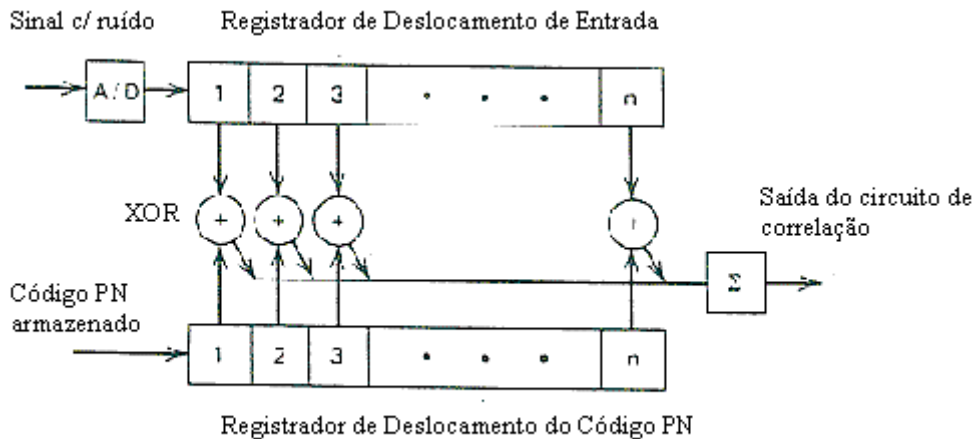 Sinal c/ ruído
Registrador de Deslocamento de Entrada
A/D
1 2 3 . . . n
XOR
+ + + +
Saída do circuito de
correlação
Σ
Código PN
armazenado
1 2 3 . . . n
Registrador de Deslocamento do Código PN